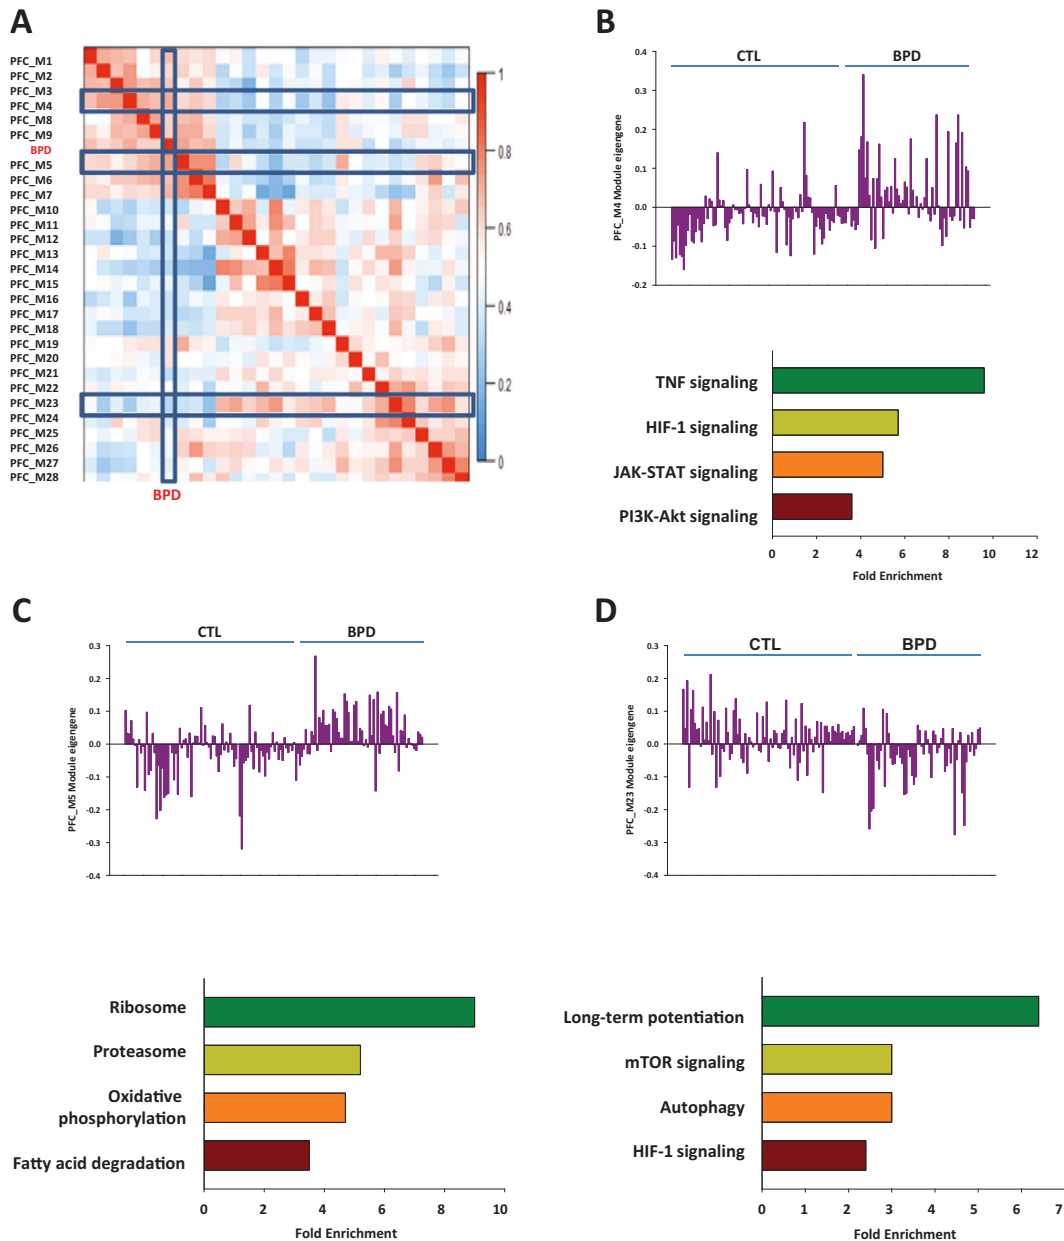 A
PFC_M1
PFC_M2
PFC_M3
PFC_M4
PFC_M8
PFC_M9
BPD
PFC_M5
PFC_M6
PFC_M7
PFC_M10
PFC_M11
PFC_M12
PFC_M13
PFC_M14
PFC_M15
PFC_M16
PFC_M17
PFC_M18
PFC_M19
PFC_M20
PFC_M21
PFC_M22
PFC_M23
PFC_M24
PFC_M25
PFC_M26
PFC_M27
PFC_M28
BPD
1
0.8
0.6
0.4
0.2
0
B
CTL BPD
PFC_M4 Module eigengene
0.4
0.3
0.2
0.1
0.0
-0.1
-0.2
TNF signaling
HIF-1 signaling
JAK-STAT signaling
PI3K-Akt signaling
0 2 4 6 8 10 12
Fold Enrichment
C
CTL BPD
PFC_M5 Module eigengene
0.3
0.2
0.1
0.0
-0.1
-0.2
-0.3
-0.4
Ribosome
Proteasome
Oxidative
phosphorylation
Fatty acid degradation
0 2 4 6 8 10
Fold Enrichment
D
CTL BPD
PFC_M23 Module eigengene
0.3
0.2
0.1
0.0
-0.1
-0.2
-0.3
-0.4
Long-term potentiation
mTOR signaling
Autophagy
HIF-1 signaling
0 1 2 3 4 5 6 7
Fold Enrichment